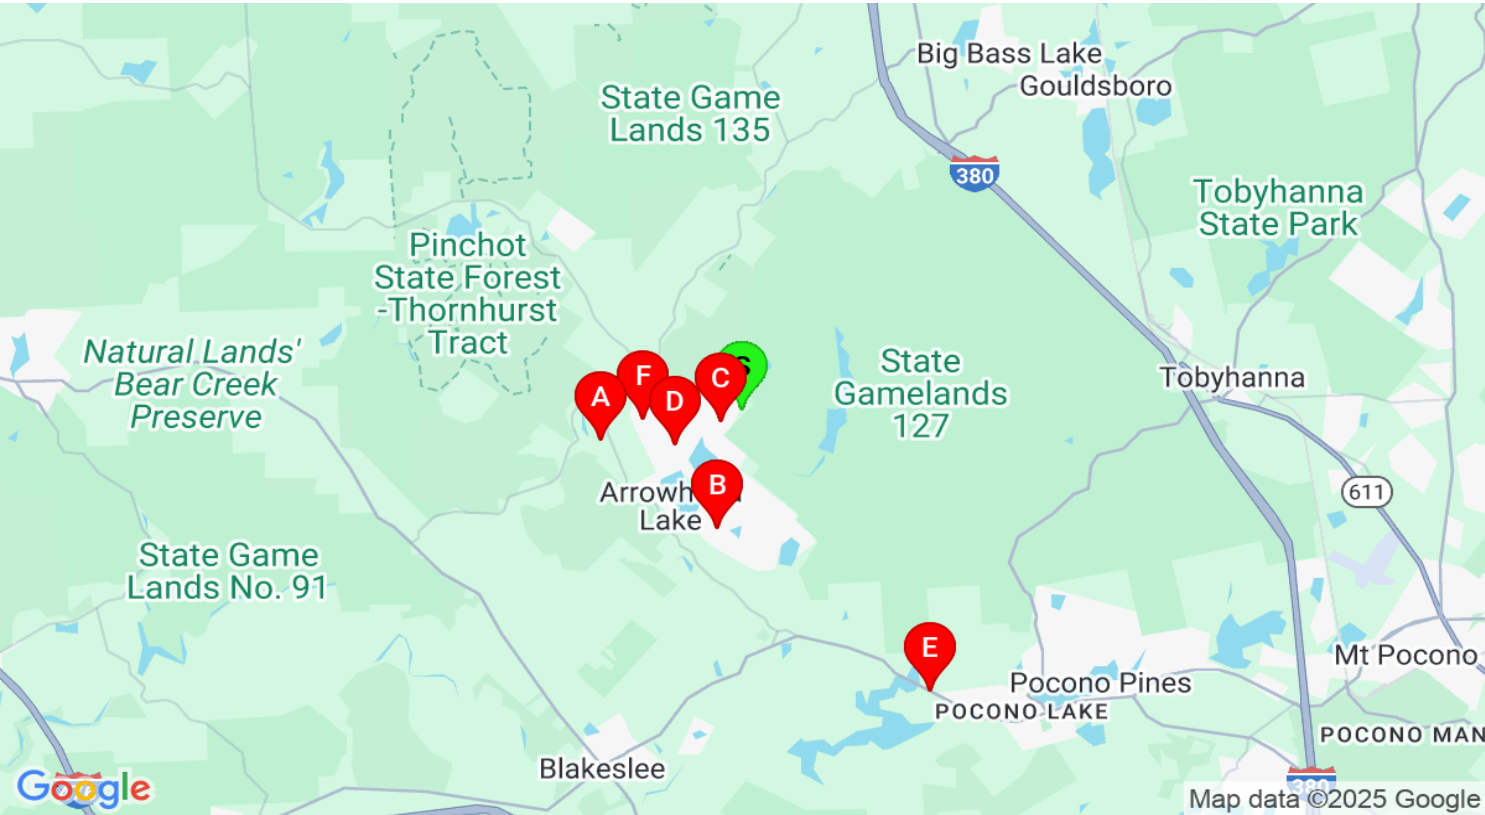 Big Bass Lake
Gouldsboro
State Game
Lands 135
380
Tobyhanna
State Park
Pinchot
State Forest
-Thornhurst
Tract
Natural Lands'
Bear Creek
Preserve
State
Gamelands
127
Tobyhanna
S
C
F
A
D
B
Arrowh
Lake
611
State Game
Lands No. 91
E
Mt Pocono
Pocono Pines
POCONO LAKE
POCONO MAN
Blakeslee
380
Google
Map data ©2025 Google